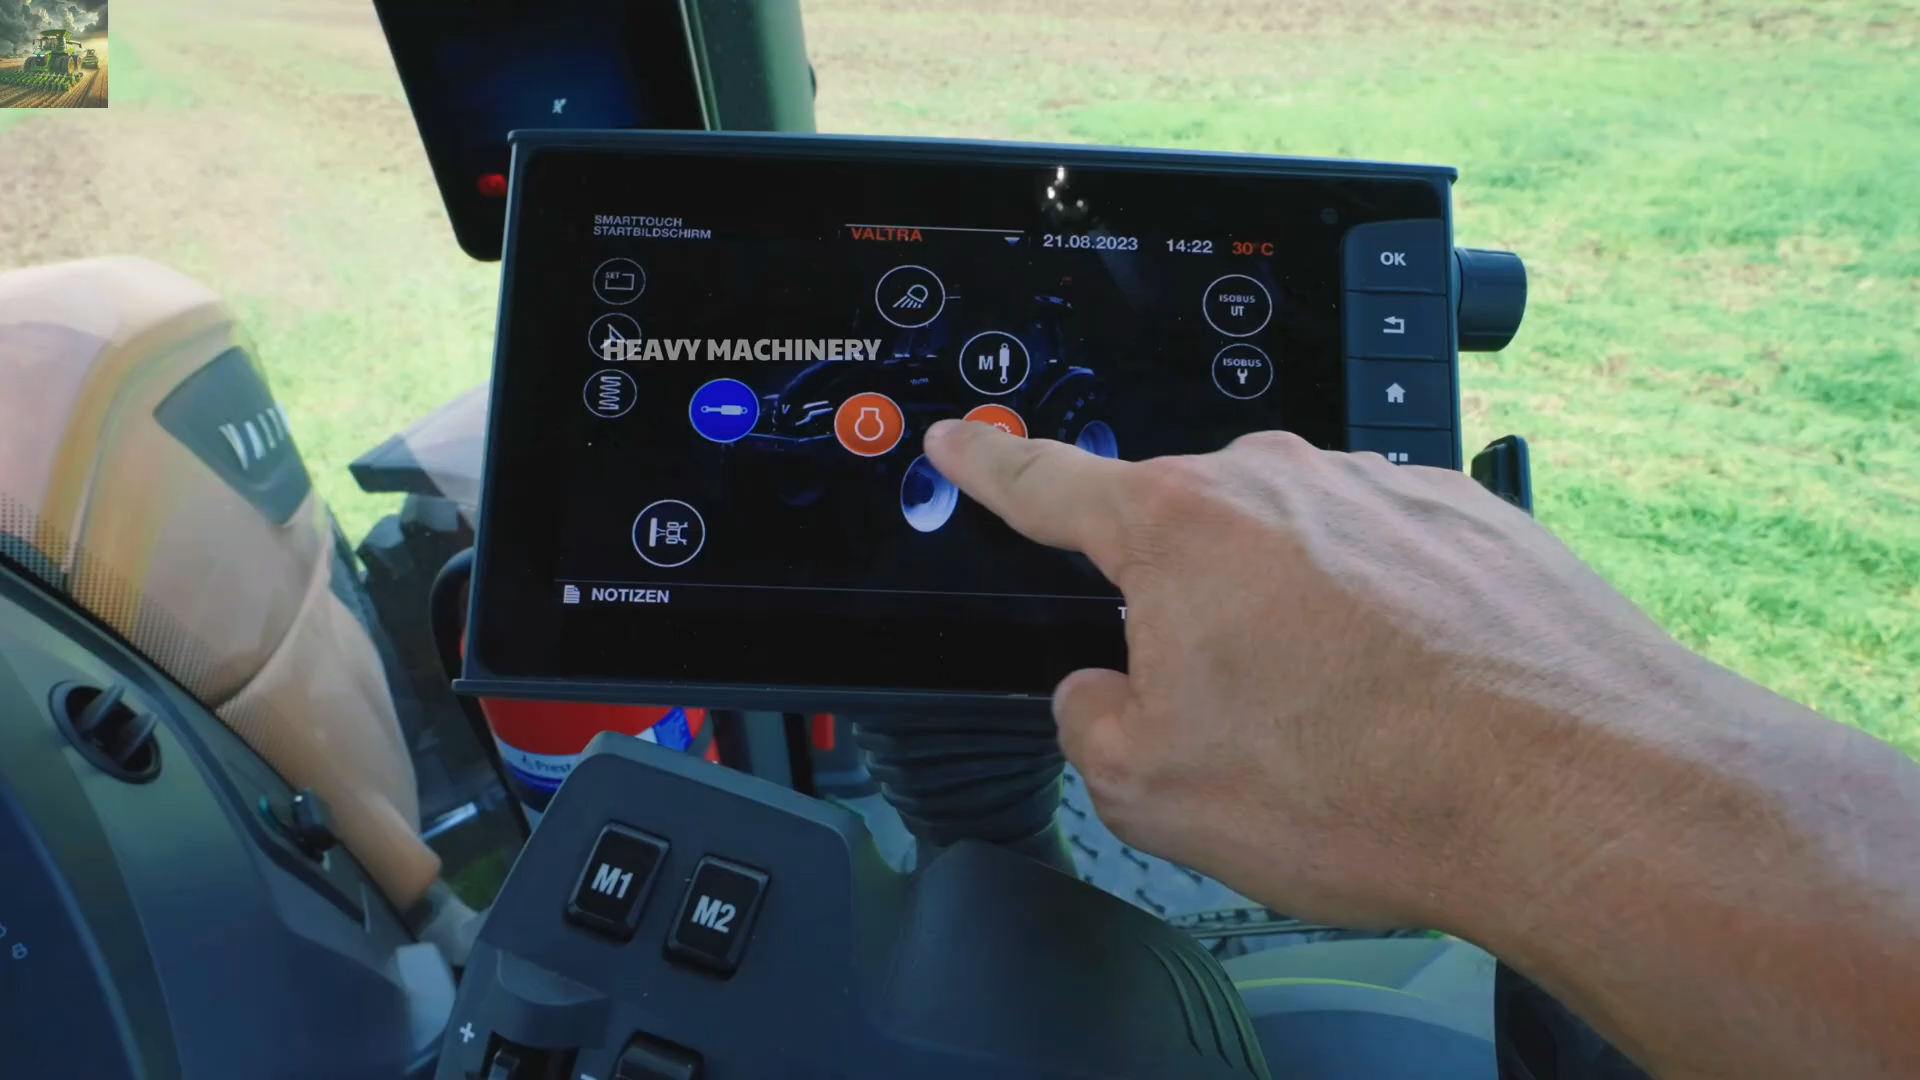 SMARTTOUCH
STARTBILDSCHIRM
VALTRA
21.08.2023
14:22
30°C
OK
SET
ISOBUS
UT
HEAVY MACHINERY
M
ISOBUS
NOTIZEN
M1
M2
+